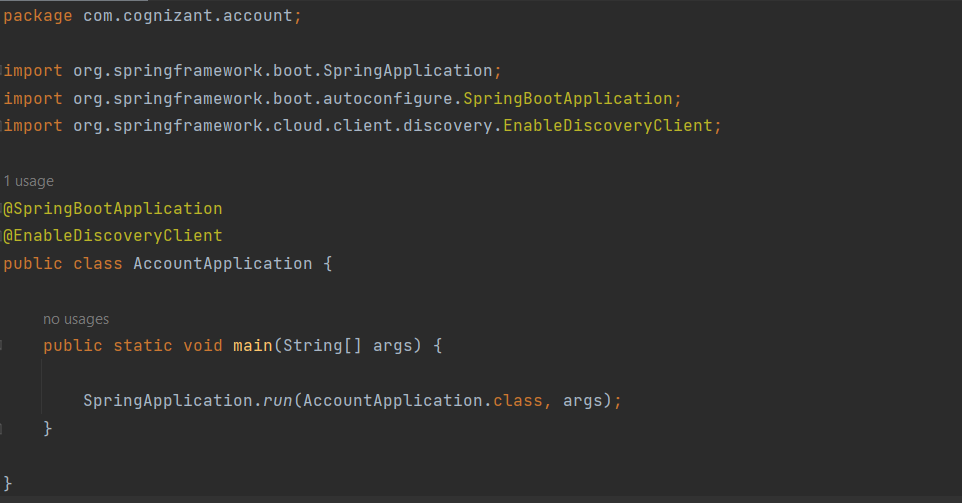 package com.cognizant.account;
import org.springframework.boot.SpringApplication;
import org.springframework.boot.autoconfigure.SpringBootApplication;
import org.springframework.cloud.client.discovery.EnableDiscoveryClient;
1 usage
@SpringBootApplication
@EnableDiscoveryClient
public class AccountApplication {
no usages
public static void main(String[] args) {
SpringApplication.run(AccountApplication.class, args);
}
}